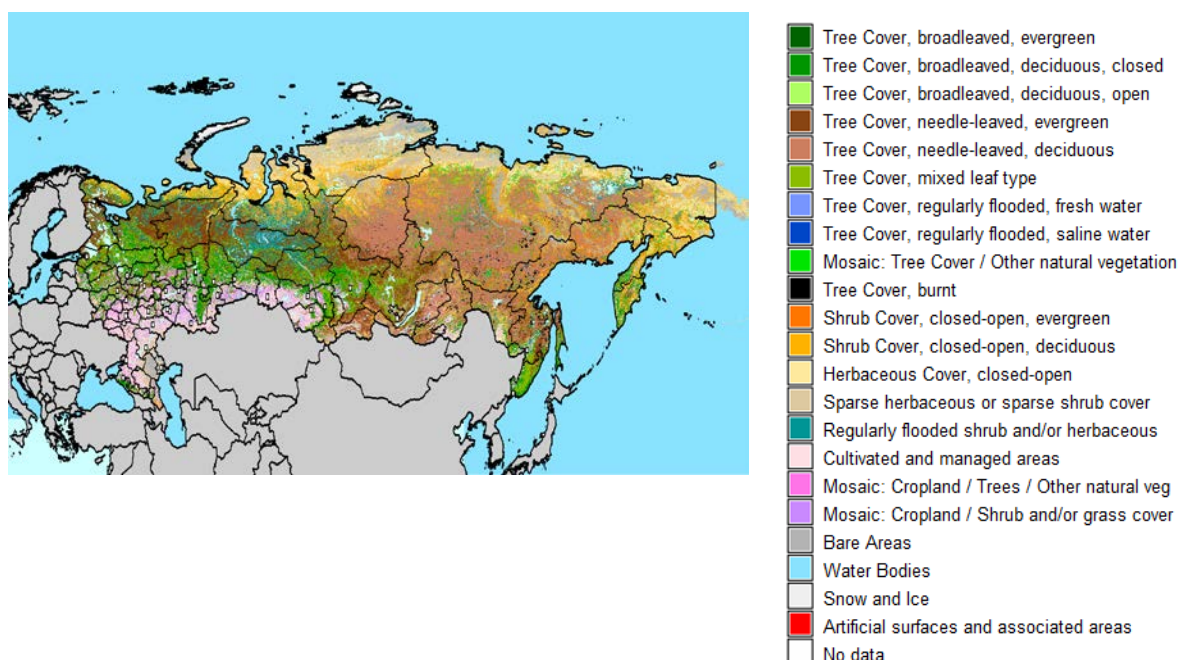 Tree Cover, broadleaved, evergreen
Tree Cover, broadleaved, deciduous, closed
Tree Cover, broadleaved, deciduous, open
Tree Cover, needle-leaved, evergreen
Tree Cover, needle-leaved, deciduous
Tree Cover, mixed leaf type
Tree Cover, regularly flooded, fresh water
Tree Cover, regularly flooded, saline water
Mosaic: Tree Cover / Other natural vegetation
Tree Cover, burnt
Shrub Cover, closed-open, evergreen
Shrub Cover, closed-open, deciduous
Herbaceous Cover, closed-open
Sparse herbaceous or sparse shrub cover
Regularly flooded shrub and/or herbaceous
Cultivated and managed areas
Mosaic: Cropland / Trees / Other natural veg
Mosaic: Cropland / Shrub and/or grass cover
Bare Areas
Water Bodies
Snow and Ice
Artificial surfaces and associated areas
No data